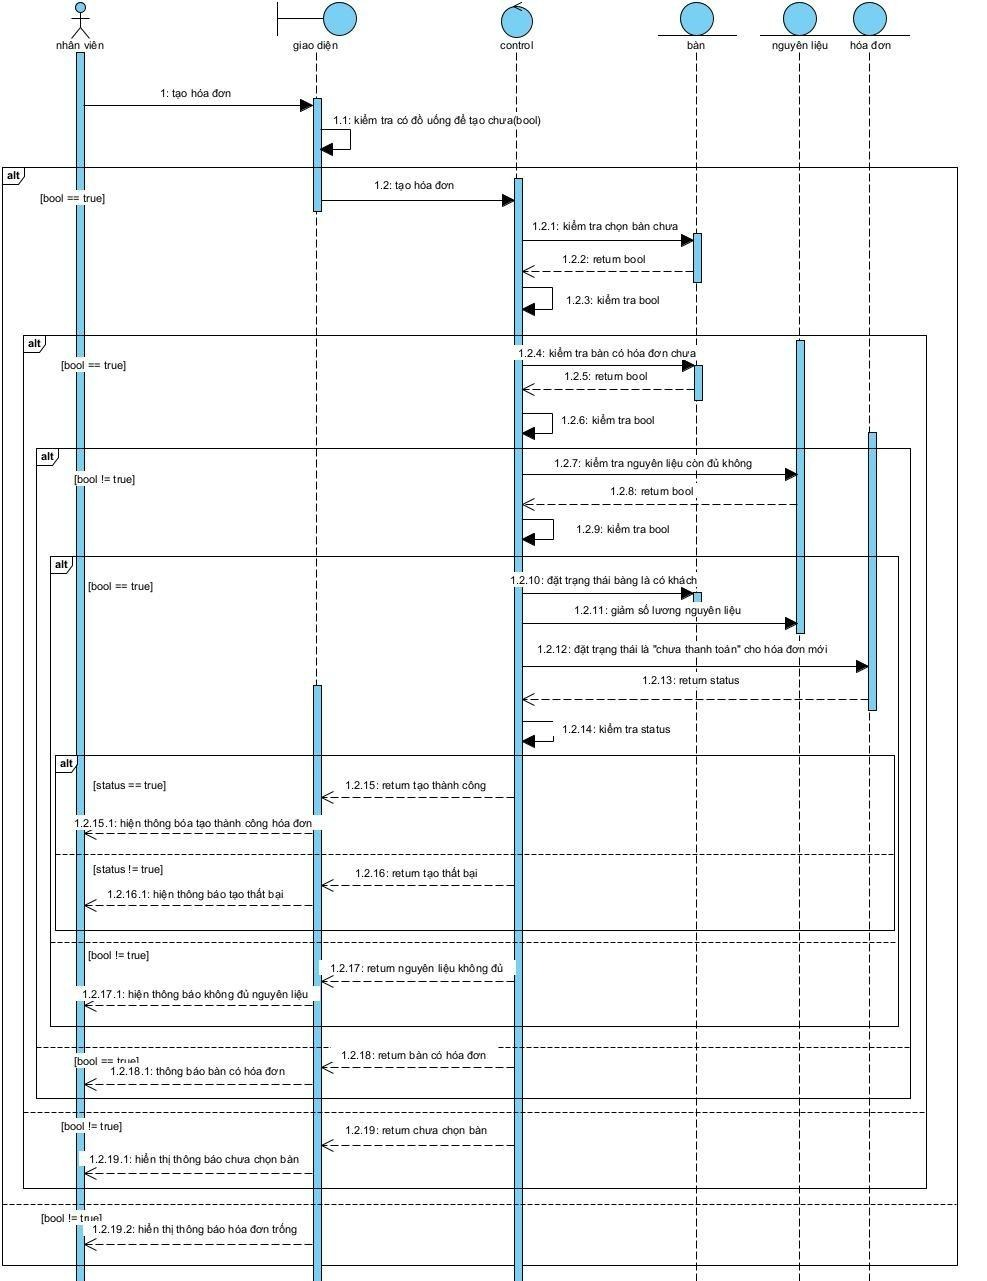 nhân viên
giao diện
control
bàn
nguyên liệu
hóa đơn
1: tạo hóa đơn
1.1: kiểm tra có đồ uống để tạo chưa(bool)
alt
1.2: tạo hóa đơn
[bool == true]
1.2.1: kiểm tra chọn bàn chưa
1.2.2: return bool
1.2.3: kiểm tra bool
alt
1.2.4: kiểm tra bàn có hóa đơn chưa
[bool == true]
1.2.5: return bool
1.2.6: kiểm tra bool
alt
1.2.7: kiểm tra nguyên liệu còn đủ không
[bool != true]
1.2.8: return bool
1.2.9: kiểm tra bool
alt
1.2.10: đặt trạng thái bàng là có khách
[bool == true]
1.2.11: giảm số lương nguyên liệu
1.2.12: đặt trạng thái là "chưa thanh toán" cho hóa đơn mới
1.2.13: return status
1.2.14: kiểm tra status
alt
[status == true]
1.2.15: return tạo thành công
1.2.15.1: hiện thông bóa tạo thành công hóa đơn
[status != true]
1.2.16: return tạo thất bại
1.2.16.1: hiện thông báo tạo thất bại
[bool != true]
1.2.17: return nguyên liệu không đủ
1.2.17.1: hiện thông báo không đủ nguyên liệu
1.2.18: return bàn có hóa đơn
[bool == true]
1.2.18.1: thông báo bàn có hóa đơn
[bool != true]
1.2.19: return chưa chọn bàn
1.2.19.1: hiển thị thông báo chưa chọn bàn
[bool != true]
1.2.19.2: hiển thị thông báo hóa đơn trống